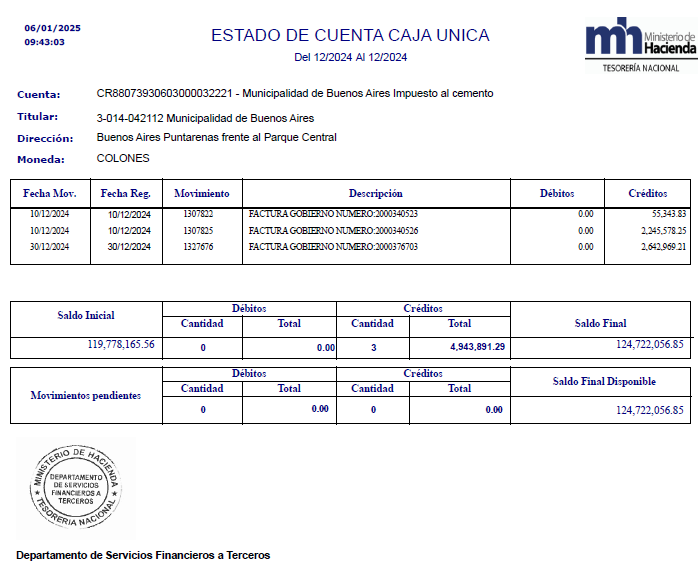 06/01/2025
09:43:03
ESTADO DE CUENTA CAJA UNICA
Del 12/2024 Al 12/2024
mh Ministerio de Hacienda
TESORERÍA NACIONAL
Cuenta: CR88073930603000032221 - Municipalidad de Buenos Aires Impuesto al cemento
Titular: 3-014-042112 Municipalidad de Buenos Aires
Dirección: Buenos Aires Puntarenas frente al Parque Central
Moneda: COLONES
Fecha Mov. Fecha Reg. Movimiento Descripción Débitos Créditos
10/12/2024 10/12/2024 1307822 FACTURA GOBIERNO NUMERO:2000340523 0.00 55,343.83
10/12/2024 10/12/2024 1307825 FACTURA GOBIERNO NUMERO:2000340526 0.00 2,245,578.25
30/12/2024 30/12/2024 1327676 FACTURA GOBIERNO NUMERO:2000376703 0.00 2,642,969.21
Saldo Inicial Débitos Créditos Saldo Final
Cantidad Total Cantidad Total
119,778,165.56 0 0.00 3 4,943,891.29 124,722,056.85
Movimientos pendientes Débitos Créditos Saldo Final Disponible
Cantidad Total Cantidad Total
0 0.00 0 0.00 124,722,056.85
MINISTERIO DE HACIENDA
DEPARTAMENTO
DE SERVICIOS
FINANCIEROS A
TERCEROS
TESORERIA NACIONAL
Departamento de Servicios Financieros a Terceros